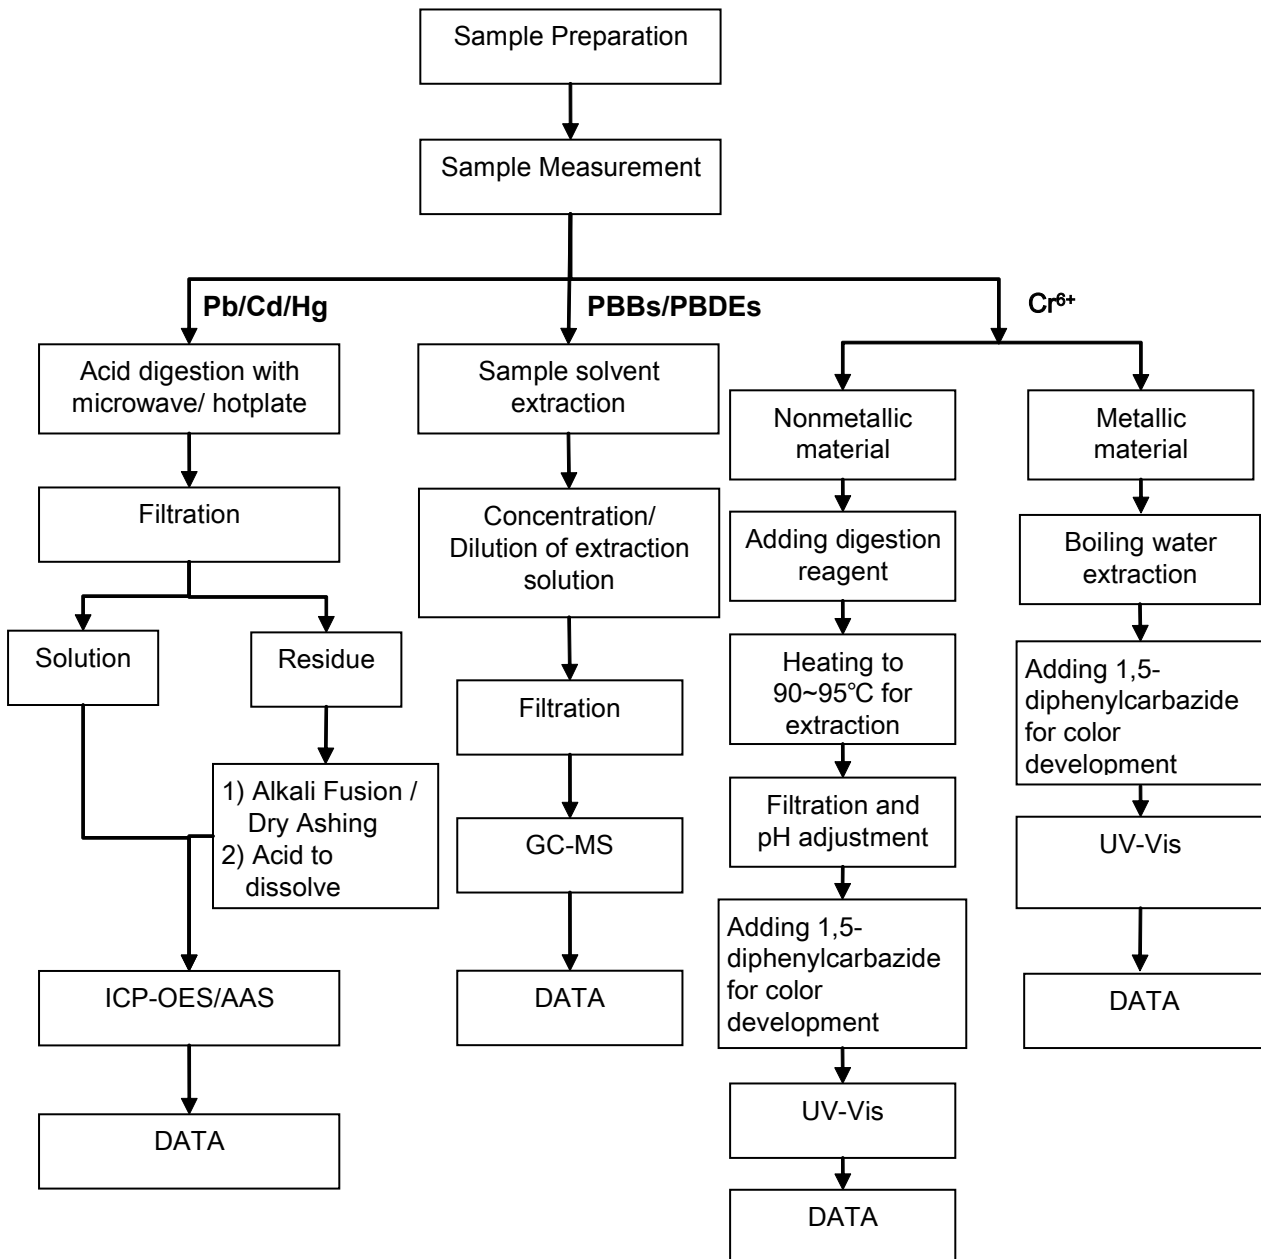 Sample Preparation
Sample Measurement
Pb/Cd/Hg
PBBs/PBDEs
Cr⁶⁺
Acid digestion with
microwave/ hotplate
Filtration
Solution
Residue
1) Alkali Fusion /
Dry Ashing
2) Acid to
dissolve
ICP-OES/AAS
DATA
Sample solvent
extraction
Concentration/
Dilution of extraction
solution
Filtration
GC-MS
DATA
Nonmetallic
material
Adding digestion
reagent
Heating to
90~95℃ for
extraction
Filtration and
pH adjustment
Adding 1,5-
diphenylcarbazide
for color
development
UV-Vis
DATA
Metallic
material
Boiling water
extraction
Adding 1,5-
diphenylcarbazide
for color
development
UV-Vis
DATA